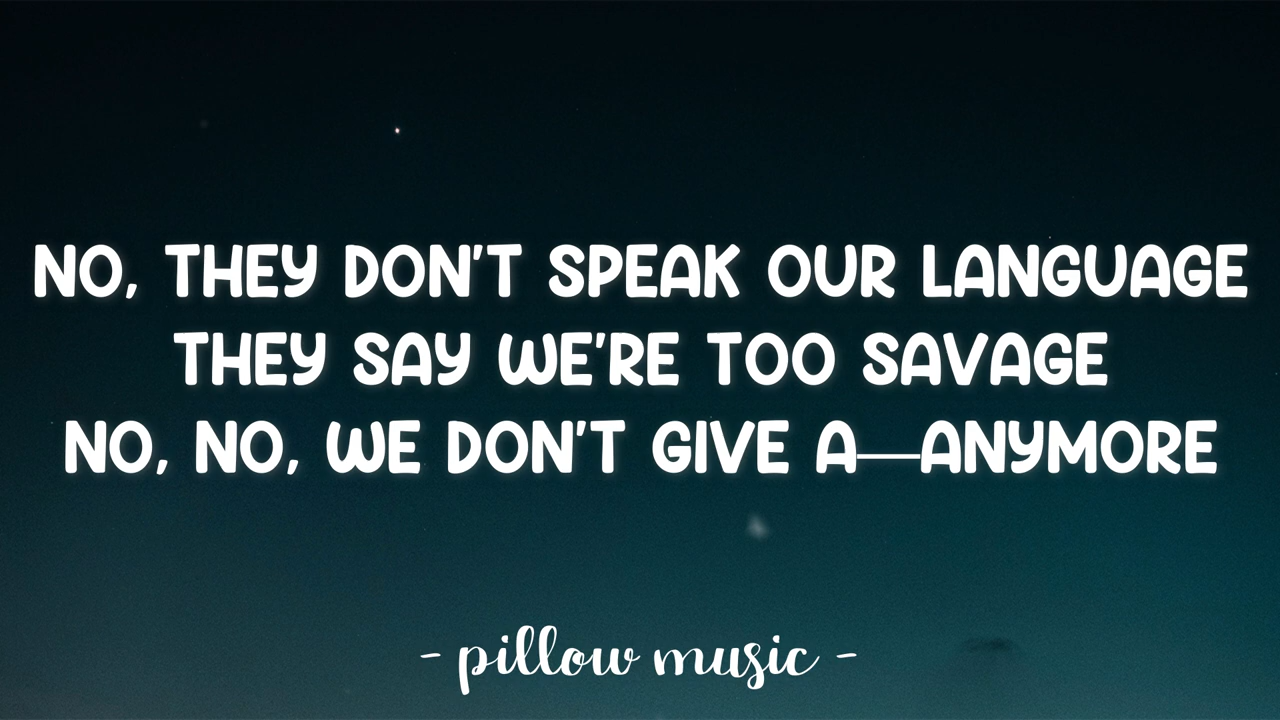 NO, THEY DON'T SPEAK OUR LANGUAGE
THEY SAY WE'RE TOO SAVAGE
NO, NO, WE DON'T GIVE A—ANYMORE
- pillow music -